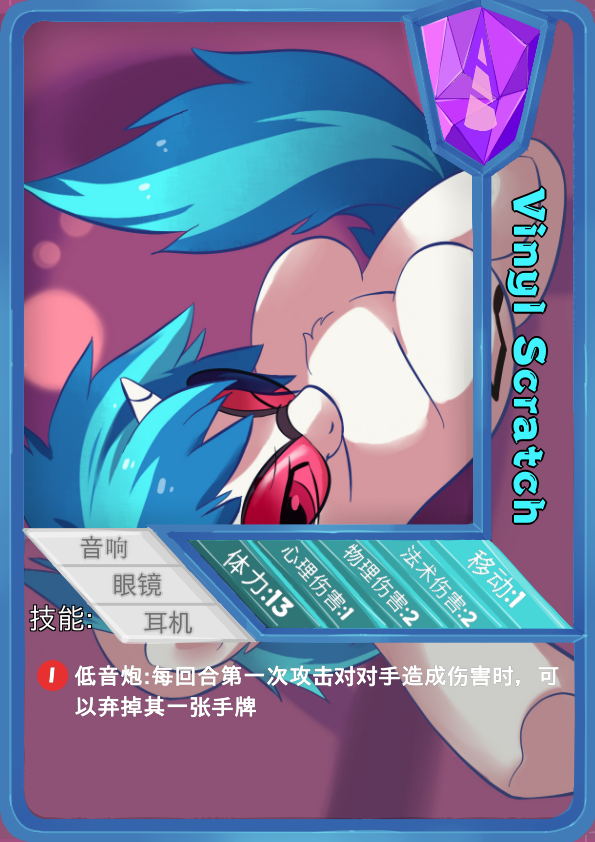 Vinyl Scratch
音响
眼镜
耳机
体力:13
心理伤害:1
物理伤害:2
法术伤害:2
移动:1
技能:
1 低音炮:每回合第一次攻击对对手造成伤害时，可
以弃掉其一张手牌